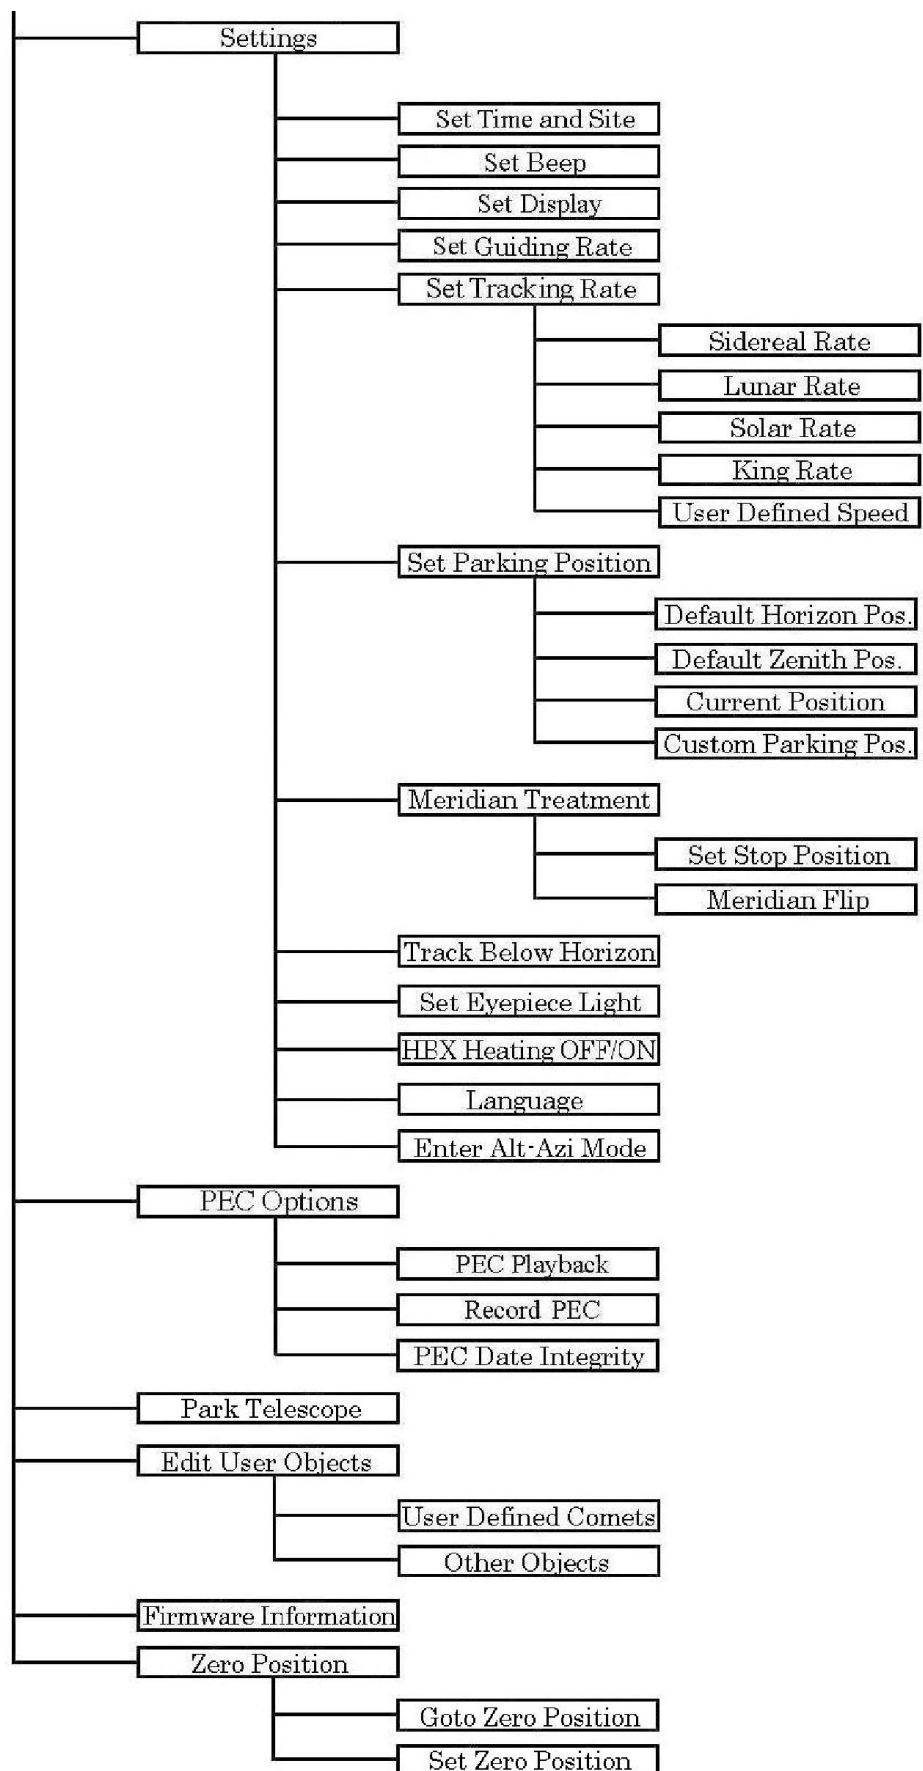 Settings
Set Time and Site
Set Beep
Set Display
Set Guiding Rate
Set Tracking Rate
Sidereal Rate
Lunar Rate
Solar Rate
King Rate
User Defined Speed
Set Parking Position
Default Horizon Pos.
Default Zenith Pos.
Current Position
Custom Parking Pos.
Meridian Treatment
Set Stop Position
Meridian Flip
Track Below Horizon
Set Eyepiece Light
HBX Heating OFF/ON
Language
Enter Alt-Azi Mode
PEC Options
PEC Playback
Record PEC
PEC Date Integrity
Park Telescope
Edit User Objects
User Defined Comets
Other Objects
Firmware Information
Zero Position
Goto Zero Position
Set Zero Position